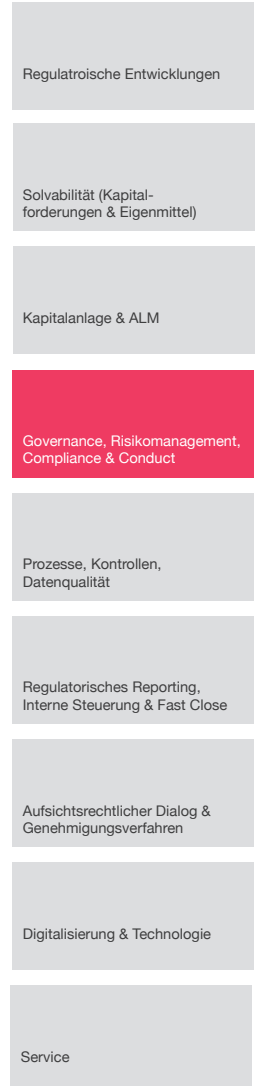 Regulatroische Entwicklungen
Solvabilität (Kapital-
forderungen & Eigenmittel)
Kapitalanlage & ALM
Governance, Risikomanagement,
Compliance & Conduct
Prozesse, Kontrollen,
Datenqualität
Regulatorisches Reporting,
Interne Steuerung & Fast Close
Aufsichtsrechtlicher Dialog &
Genehmigungsverfahren
Digitalisierung & Technologie
Service